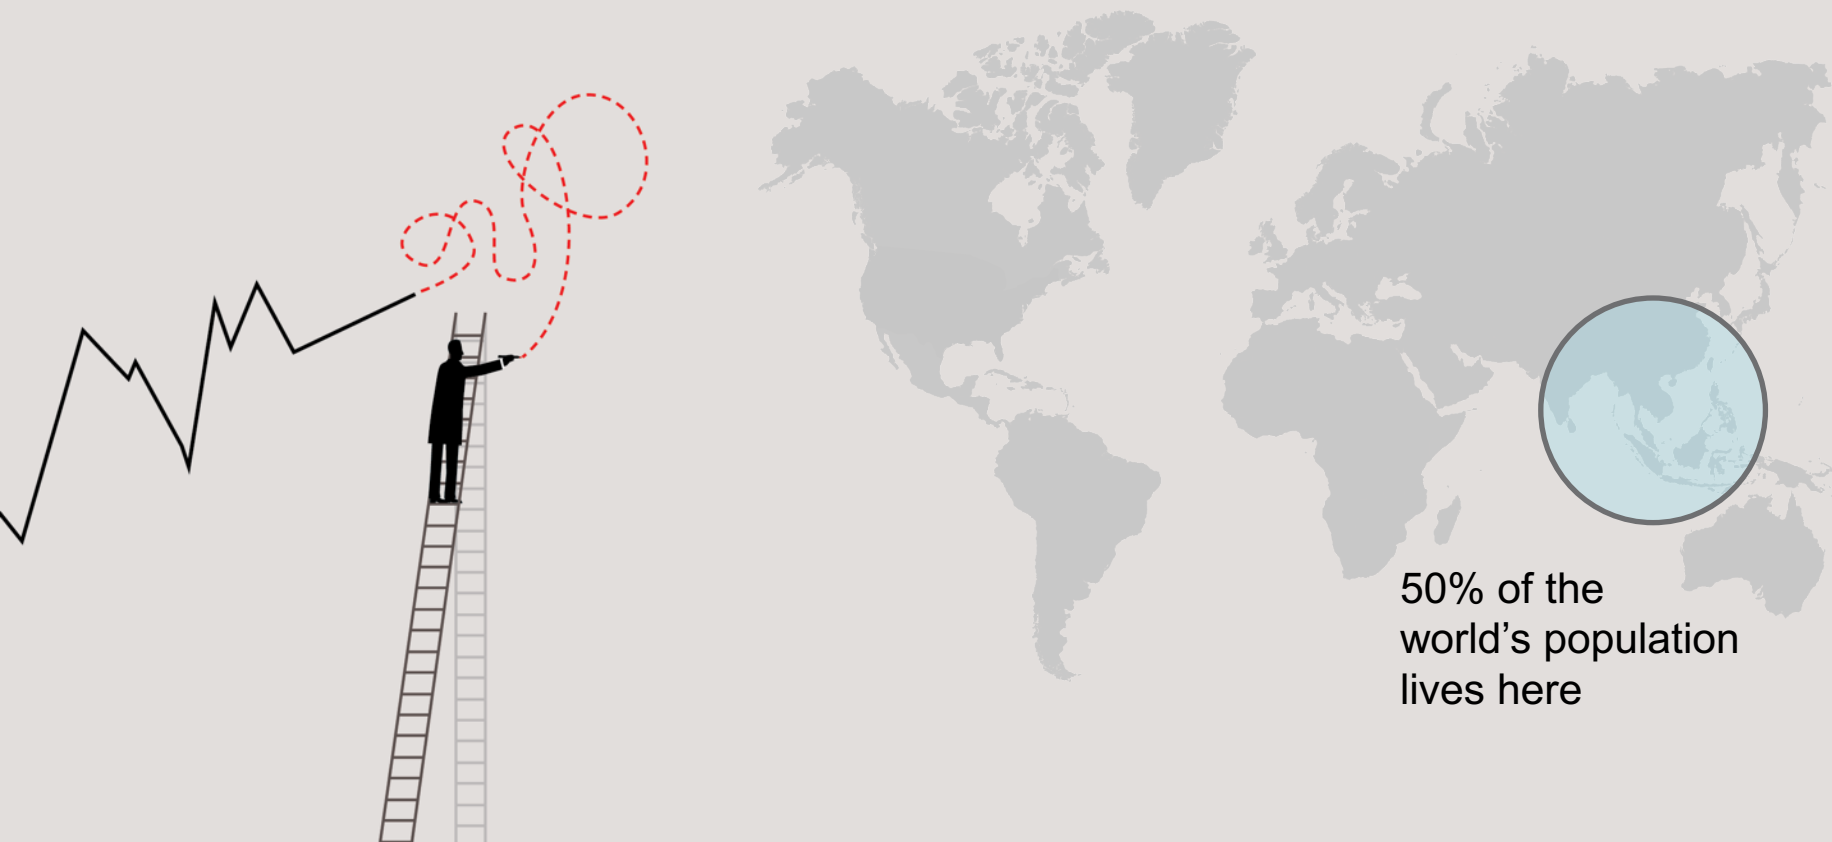 50% of the
world’s population
lives here